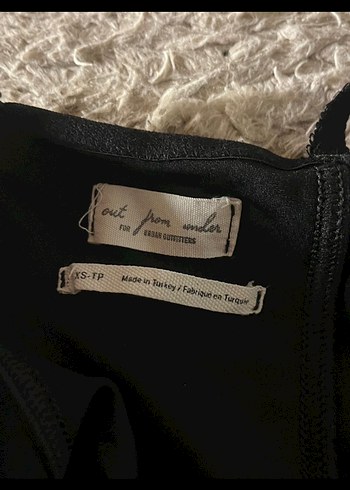 out from under
FOR URBAN OUTFITTERS
XS-TP Made in Turkey / Fabriqué en Turquie